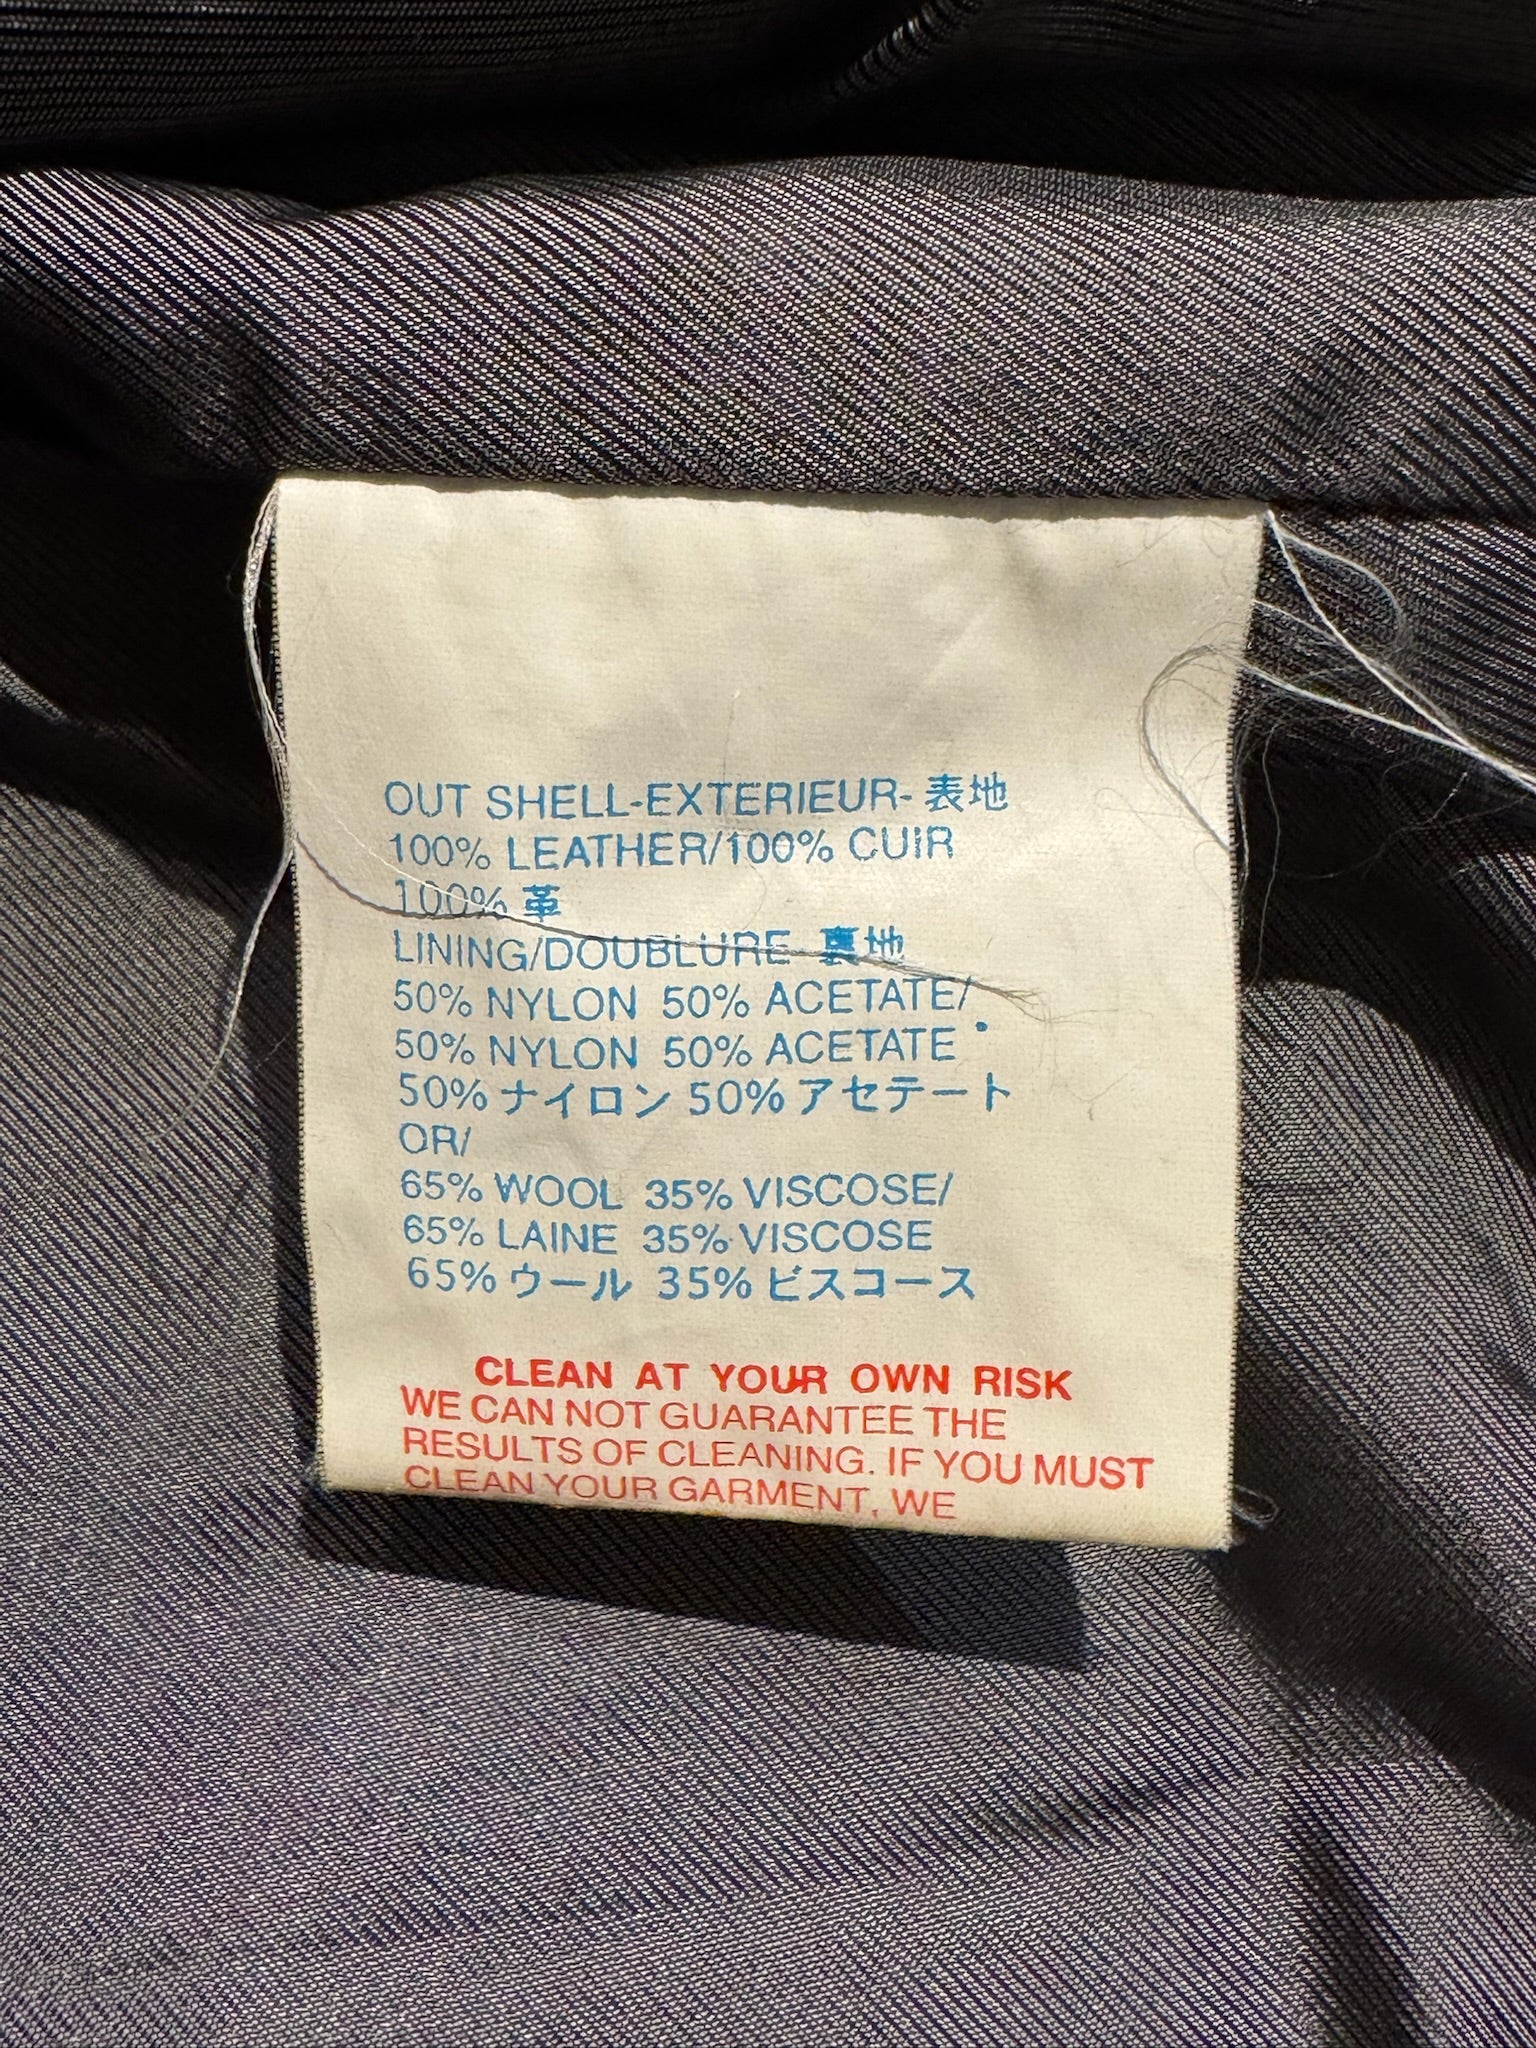 OUT SHELL-EXTERIEUR-表地
100% LEATHER/100% CUIR
100% 革
LINING/DOUBLURE-裏地
50% NYLON 50% ACETATE/
50% NYLON 50% ACETATE
50% ナイロン 50% アセテート
OR/
65% WOOL 35% VISCOSE/
65% LAINE 35% VISCOSE
65% ウール 35% ビスコース
CLEAN AT YOUR OWN RISK
WE CAN NOT GUARANTEE THE
RESULTS OF CLEANING. IF YOU MUST
CLEAN YOUR GARMENT, WE